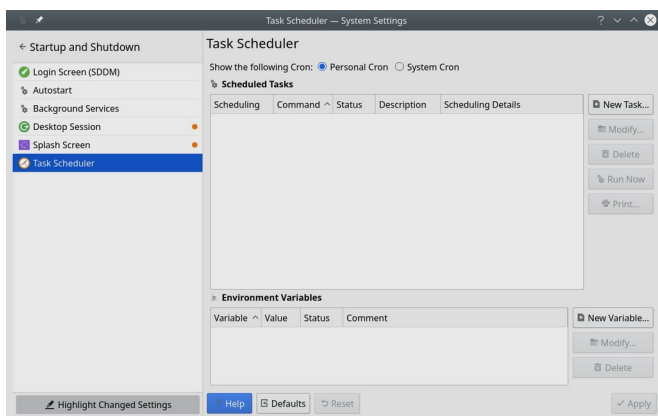 Task Scheduler — System Settings
Startup and Shutdown
Login Screen (SDDM)
Autostart
Background Services
Desktop Session
Splash Screen
Task Scheduler
Highlight Changed Settings
Task Scheduler
Show the following Cron: Personal Cron System Cron
Scheduled Tasks
Scheduling Command Status Description Scheduling Details
New Task...
Modify...
Delete
Run Now
Print...
Environment Variables
Variable Value Status Comment
New Variable...
Modify...
Delete
Help Defaults Reset Apply